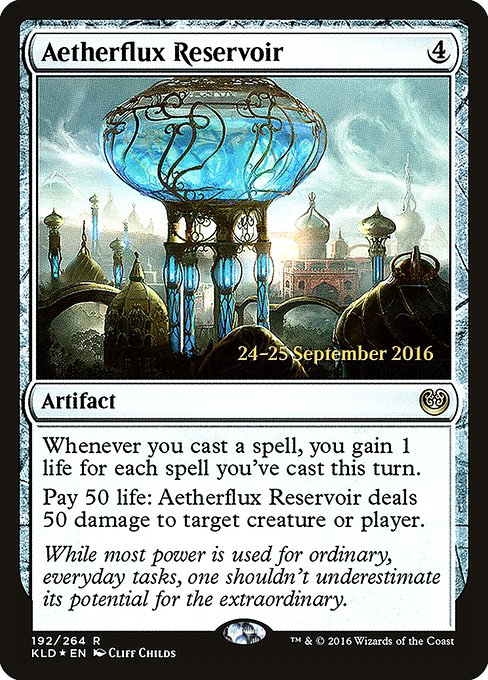 Aetherflux Reservoir 4
24–25 September 2016
Artifact
Whenever you cast a spell, you gain 1
life for each spell you've cast this turn.
Pay 50 life: Aetherflux Reservoir deals
50 damage to target creature or player.
While most power is used for ordinary,
everyday tasks, one shouldn't underestimate
its potential for the extraordinary.
192/264 R
KLD ★ EN Cliff Childs
™ & © 2016 Wizards of the Coast